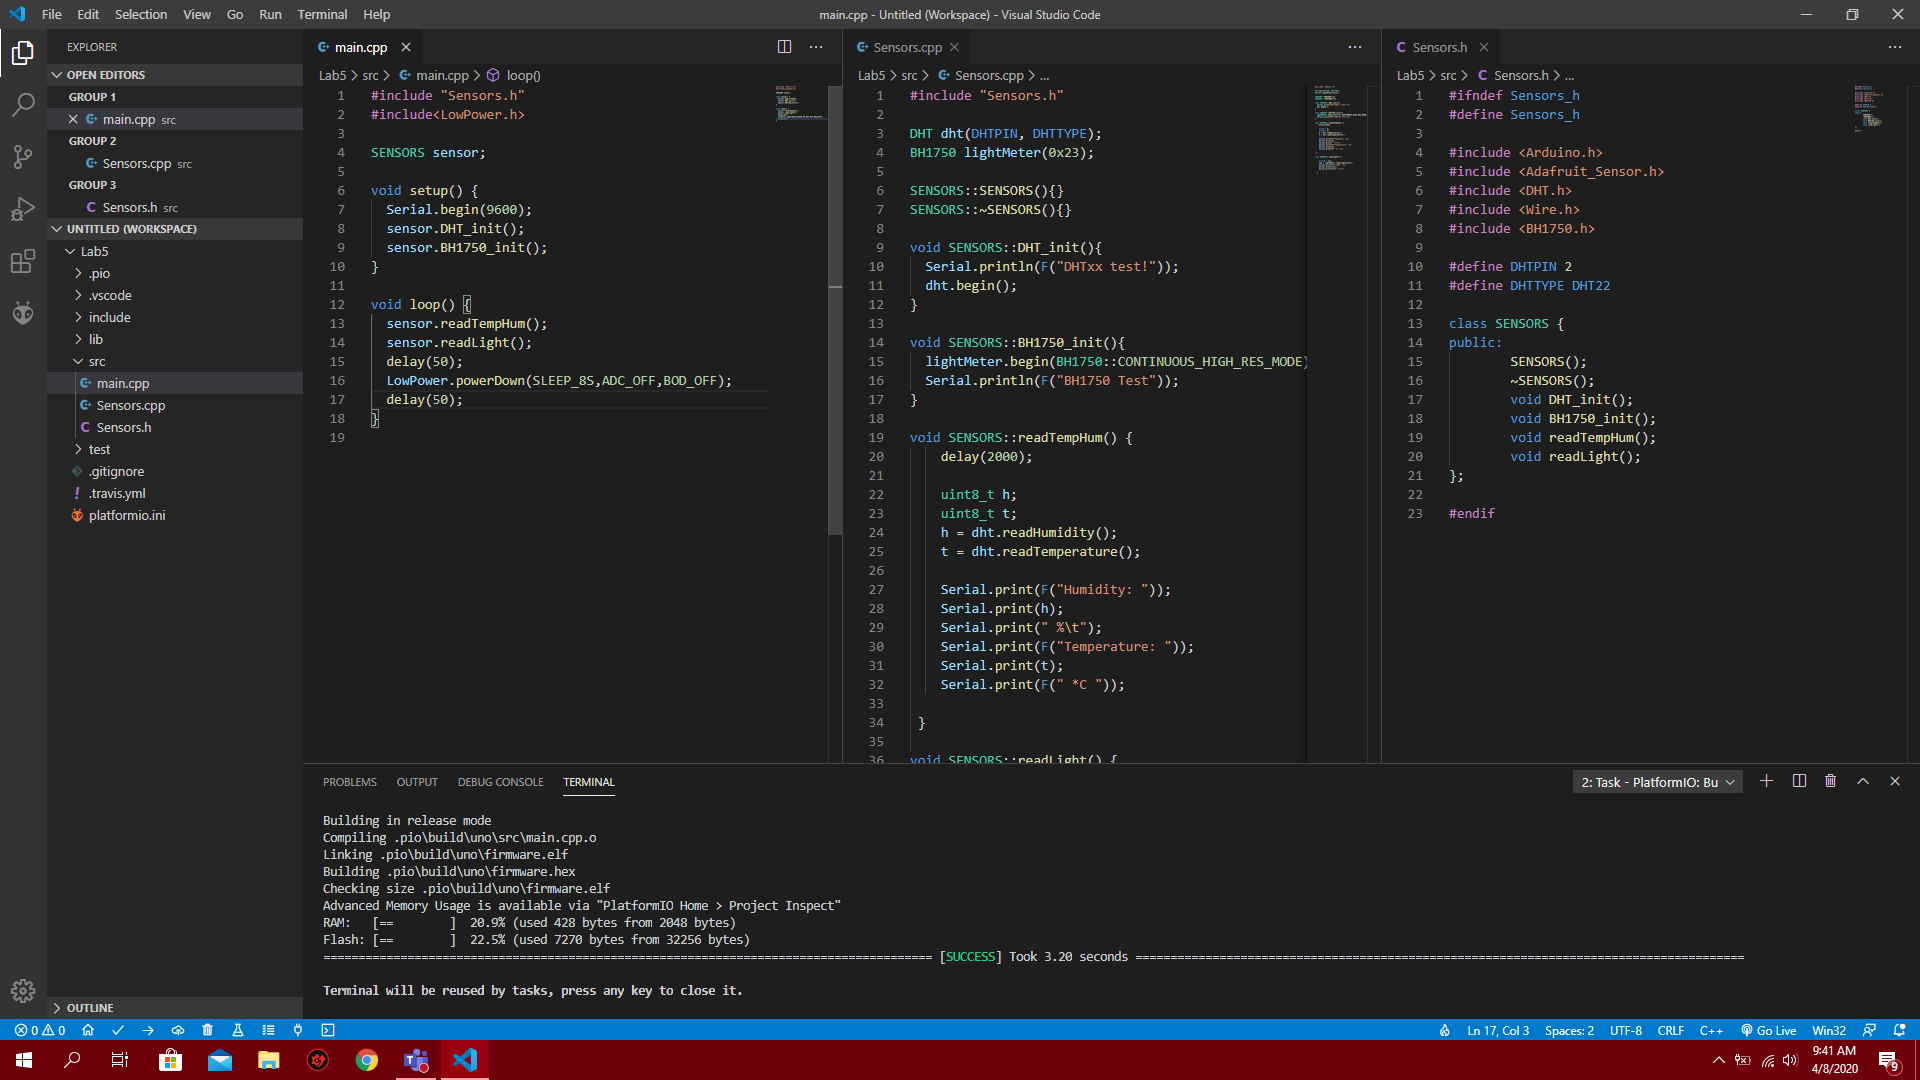 File Edit Selection View Go Run Terminal Help
main.cpp - Untitled (Workspace) - Visual Studio Code
EXPLORER
OPEN EDITORS
GROUP 1
main.cpp src
GROUP 2
Sensors.cpp src
GROUP 3
Sensors.h src
UNTITLED (WORKSPACE)
Lab5
.pio
.vscode
include
lib
src
main.cpp
Sensors.cpp
Sensors.h
test
.gitignore
.travis.yml
platformio.ini
OUTLINE
main.cpp
Lab5 > src > main.cpp > loop()
1 #include "Sensors.h"
2 #include<LowPower.h>
3
4 SENSORS sensor;
5
6 void setup() {
7 Serial.begin(9600);
8 sensor.DHT_init();
9 sensor.BH1750_init();
10 }
11
12 void loop() {
13 sensor.readTempHum();
14 sensor.readLight();
15 delay(50);
16 LowPower.powerDown(SLEEP_8S,ADC_OFF,BOD_OFF);
17 delay(50);
18 }
19
Sensors.cpp
Lab5 > src > Sensors.cpp > ...
1 #include "Sensors.h"
2
3 DHT dht(DHTPIN, DHTTYPE);
4 BH1750 lightMeter(0x23);
5
6 SENSORS::SENSORS(){}
7 SENSORS::~SENSORS(){}
8
9 void SENSORS::DHT_init(){
10 Serial.println(F("DHTxx test!"));
11 dht.begin();
12 }
13
14 void SENSORS::BH1750_init(){
15 lightMeter.begin(BH1750::CONTINUOUS_HIGH_RES_MODE)
16 Serial.println(F("BH1750 Test"));
17 }
18
19 void SENSORS::readTempHum() {
20 delay(2000);
21
22 uint8_t h;
23 uint8_t t;
24 h = dht.readHumidity();
25 t = dht.readTemperature();
26
27 Serial.print(F("Humidity: "));
28 Serial.print(h);
29 Serial.print(" %\t");
30 Serial.print(F("Temperature: "));
31 Serial.print(t);
32 Serial.print(F(" *C "));
33
34 }
35
36 void SENSORS::readLight() {
Sensors.h
Lab5 > src > Sensors.h > ...
1 #ifndef Sensors_h
2 #define Sensors_h
3
4 #include <Arduino.h>
5 #include <Adafruit_Sensor.h>
6 #include <DHT.h>
7 #include <Wire.h>
8 #include <BH1750.h>
9
10 #define DHTPIN 2
11 #define DHTTYPE DHT22
12
13 class SENSORS {
14 public:
15 SENSORS();
16 ~SENSORS();
17 void DHT_init();
18 void BH1750_init();
19 void readTempHum();
20 void readLight();
21 };
22
23 #endif
PROBLEMS OUTPUT DEBUG CONSOLE TERMINAL
2: Task - PlatformIO: Bu
Building in release mode
Compiling .pio\build\uno\src\main.cpp.o
Linking .pio\build\uno\firmware.elf
Building .pio\build\uno\firmware.hex
Checking size .pio\build\uno\firmware.elf
Advanced Memory Usage is available via "PlatformIO Home > Project Inspect"
RAM: [== ] 20.9% (used 428 bytes from 2048 bytes)
Flash: [== ] 22.5% (used 7270 bytes from 32256 bytes)
[SUCCESS] Took 3.20 seconds
Terminal will be reused by tasks, press any key to close it.
0 0
Ln 17, Col 3 Spaces: 2 UTF-8 CRLF C++ Go Live Win32
9:41 AM
4/8/2020
9